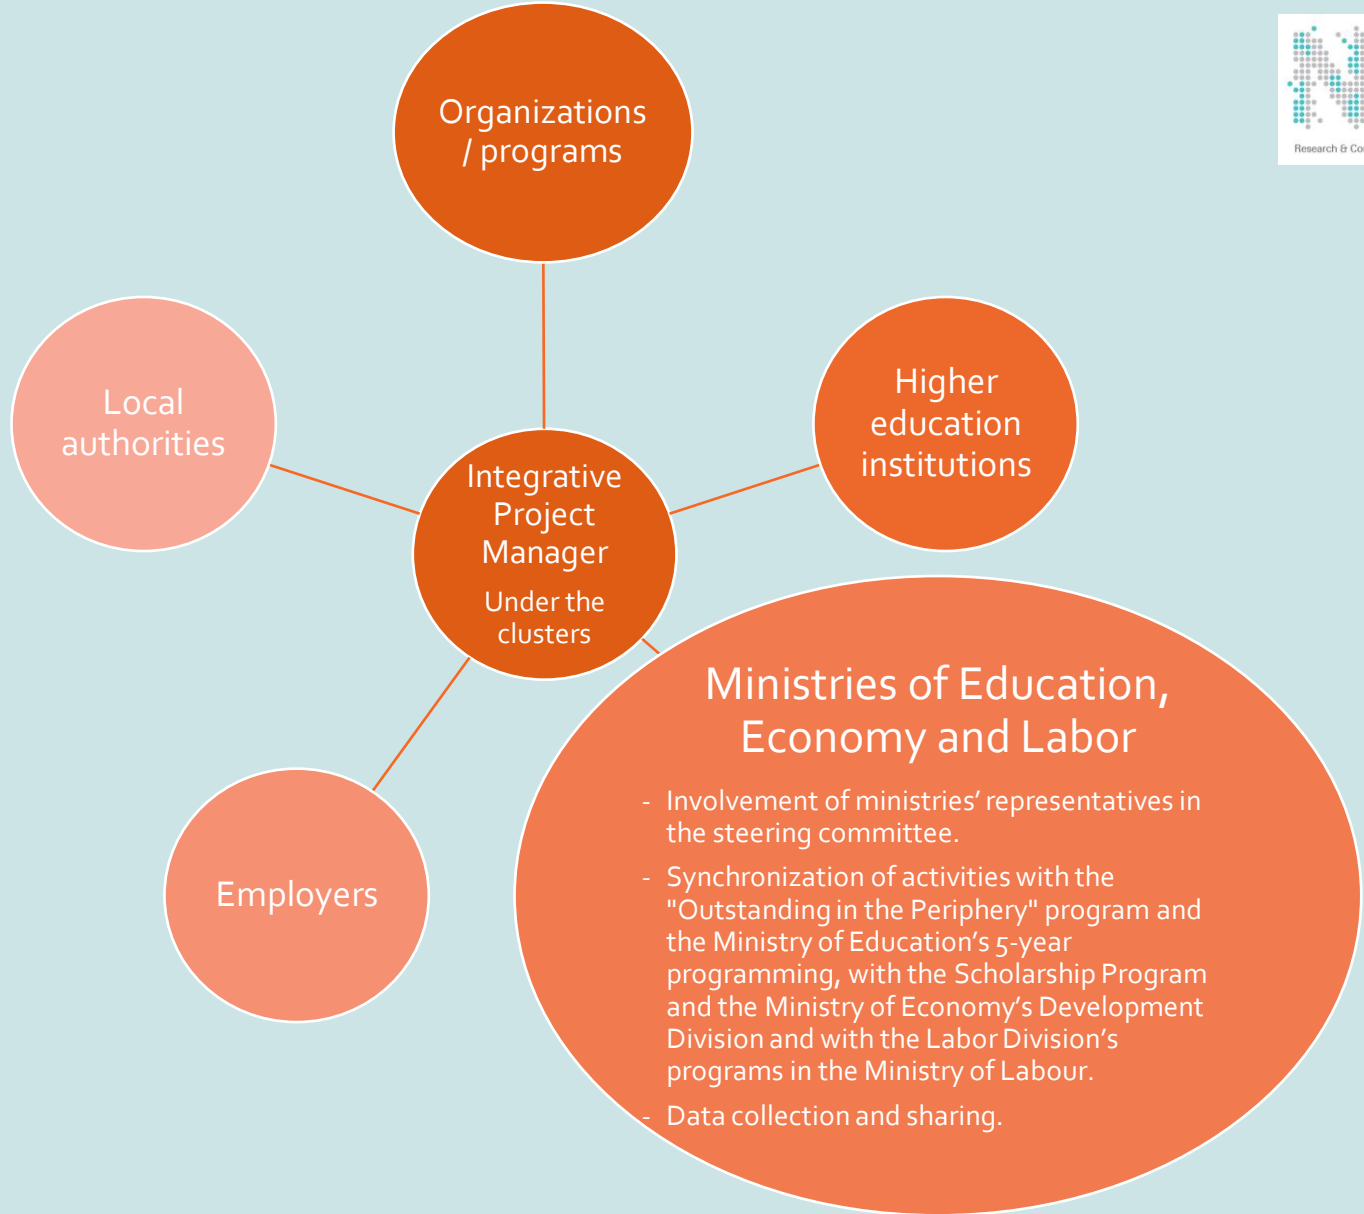 Organizations
/ programs
Research &
Local
authorities
Higher
education
institutions
Integrative
Project
Manager
Under the
clusters
Employers
Ministries of Education,
Economy and Labor
- Involvement of ministries’ representatives in
the steering committee.
- Synchronization of activities with the
"Outstanding in the Periphery" program and
the Ministry of Education’s 5-year
programming, with the Scholarship Program
and the Ministry of Economy’s Development
Division and with the Labor Division’s
programs in the Ministry of Labour.
- Data collection and sharing.